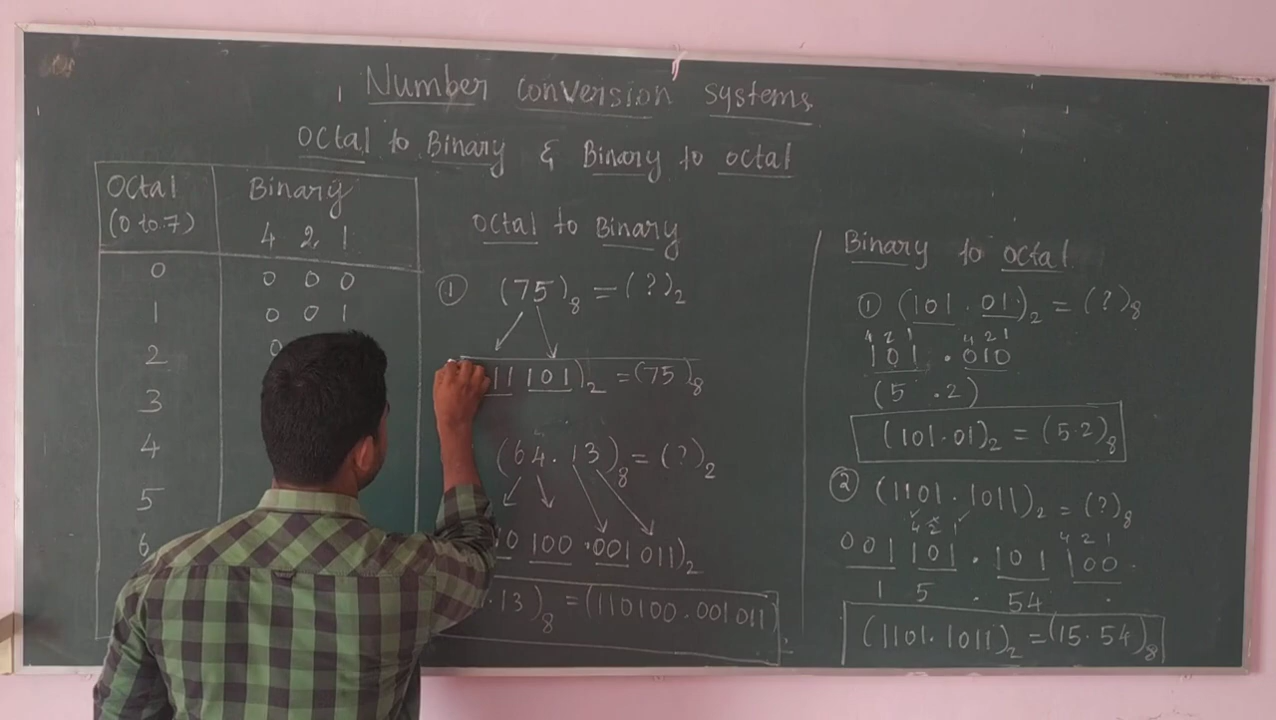 Number conversion systems
Octal to Binary & Binary to octal
Octal
(0 to 7)
Binary
4 2 1
0 0 0 0
1 0 0 1
2 0
3
4
5
6
Octal to Binary
① (75)₈ = (?)₂
11 101)₂ = (75)₈
(64.13)₈ = (?)₂
0 100 .001 011)₂
.13)₈ = (110100.001011)
Binary to octal
① (101.01)₂ = (?)₈
4 2 1 4 2 1
101 . 010
(5 .2)
(101.01)₂ = (5.2)₈
② (1101.1011)₂ = (?)₈
4 2 1 4 2 1
001 101 . 101 100
1 5 . 54 .
(1101.1011)₂ = (15.54)₈